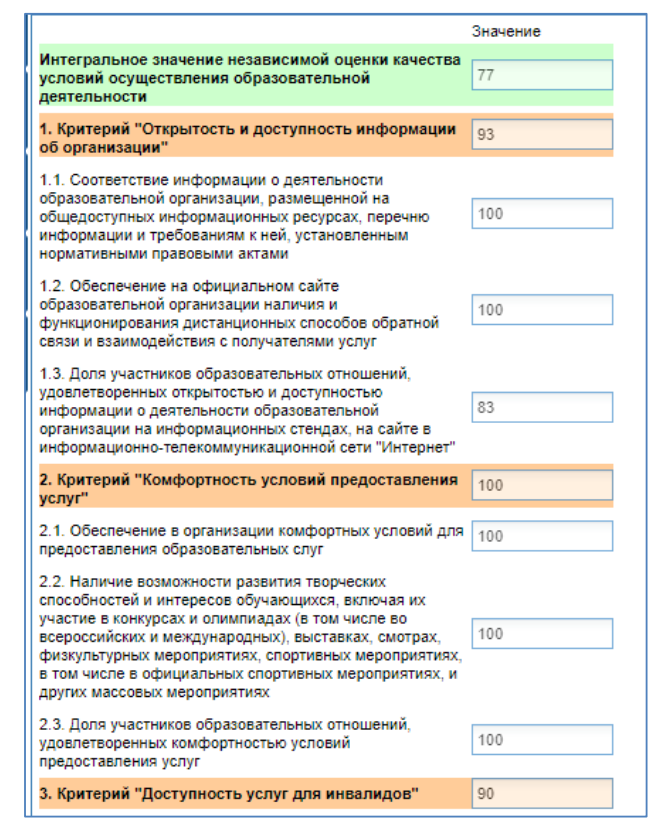 Значение
Интегральное значение независимой оценки качества
условий осуществления образовательной
деятельности
77
1. Критерий "Открытость и доступность информации
об организации"
93
1.1. Соответствие информации о деятельности
образовательной организации, размещенной на
общедоступных информационных ресурсах, перечню
информации и требованиям к ней, установленным
нормативными правовыми актами
100
1.2. Обеспечение на официальном сайте
образовательной организации наличия и
функционирования дистанционных способов обратной
связи и взаимодействия с получателями услуг
100
1.3. Доля участников образовательных отношений,
удовлетворенных открытостью и доступностью
информации о деятельности образовательной
организации на информационных стендах, на сайте в
информационно-телекоммуникационной сети "Интернет"
83
2. Критерий "Комфортность условий предоставления
услуг"
100
2.1. Обеспечение в организации комфортных условий для
предоставления образовательных слуг
100
2.2. Наличие возможности развития творческих
способностей и интересов обучающихся, включая их
участие в конкурсах и олимпиадах (в том числе во
всероссийских и международных), выставках, смотрах,
физкультурных мероприятиях, спортивных мероприятиях,
в том числе в официальных спортивных мероприятиях, и
других массовых мероприятиях
100
2.3. Доля участников образовательных отношений,
удовлетворенных комфортностью условий
предоставления услуг
100
3. Критерий "Доступность услуг для инвалидов"
90